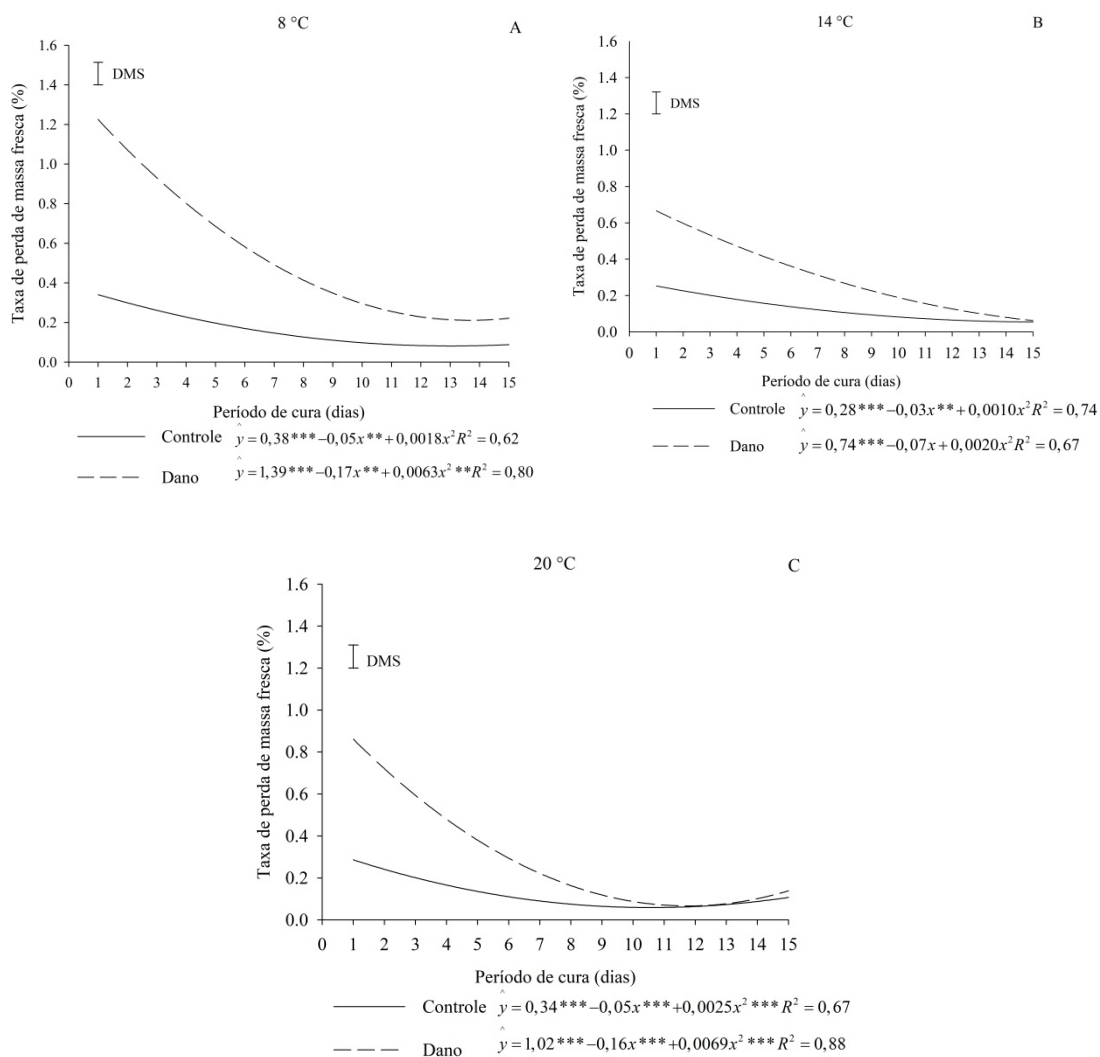 8 °C
A
1.6
1.4
1.2
1.0
0.8
0.6
0.4
0.2
0.0
Taxa de perda de massa fresca (%)
DMS
0 1 2 3 4 5 6 7 8 9 10 11 12 13 14 15
Período de cura (dias)
Controle ŷ = 0,38*** −0,05x** + 0,0018x² R² = 0,62
Dano ŷ = 1,39*** −0,17x** + 0,0063x² ** R² = 0,80
14 °C
B
1.6
1.4
1.2
1.0
0.8
0.6
0.4
0.2
0.0
Taxa de perda de massa fresca (%)
DMS
0 1 2 3 4 5 6 7 8 9 10 11 12 13 14 15
Período de cura (dias)
Controle ŷ = 0,28*** −0,03x** + 0,0010x² R² = 0,74
Dano ŷ = 0,74*** −0,07x + 0,0020x² R² = 0,67
20 °C
C
1.6
1.4
1.2
1.0
0.8
0.6
0.4
0.2
0.0
Taxa de perda de massa fresca (%)
DMS
0 1 2 3 4 5 6 7 8 9 10 11 12 13 14 15
Período de cura (dias)
Controle ŷ = 0,34*** −0,05x*** + 0,0025x² *** R² = 0,67
Dano ŷ = 1,02*** −0,16x*** + 0,0069x² *** R² = 0,88